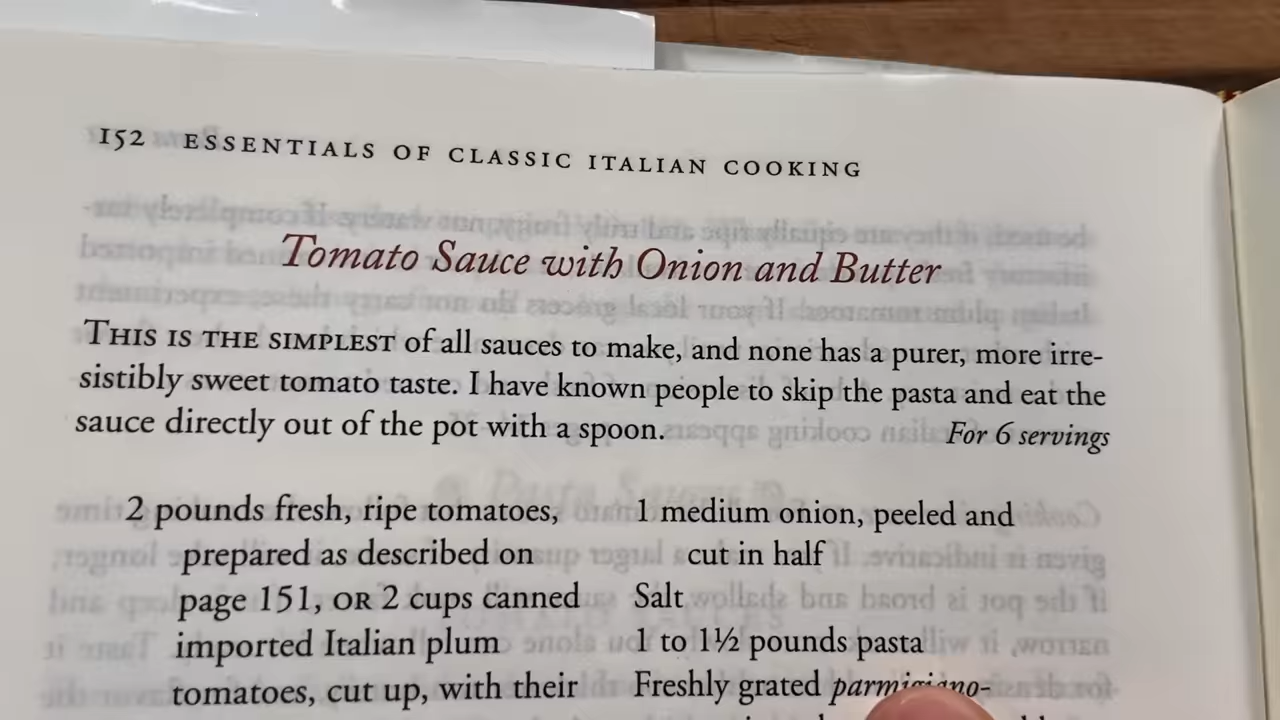 152 ESSENTIALS OF CLASSIC ITALIAN COOKING
Tomato Sauce with Onion and Butter
THIS IS THE SIMPLEST of all sauces to make, and none has a purer, more irre-
sistibly sweet tomato taste. I have known people to skip the pasta and eat the
sauce directly out of the pot with a spoon. For 6 servings
2 pounds fresh, ripe tomatoes,
prepared as described on
page 151, OR 2 cups canned
imported Italian plum
tomatoes, cut up, with their
1 medium onion, peeled and
cut in half
Salt
1 to 1½ pounds pasta
Freshly grated parmigiano-